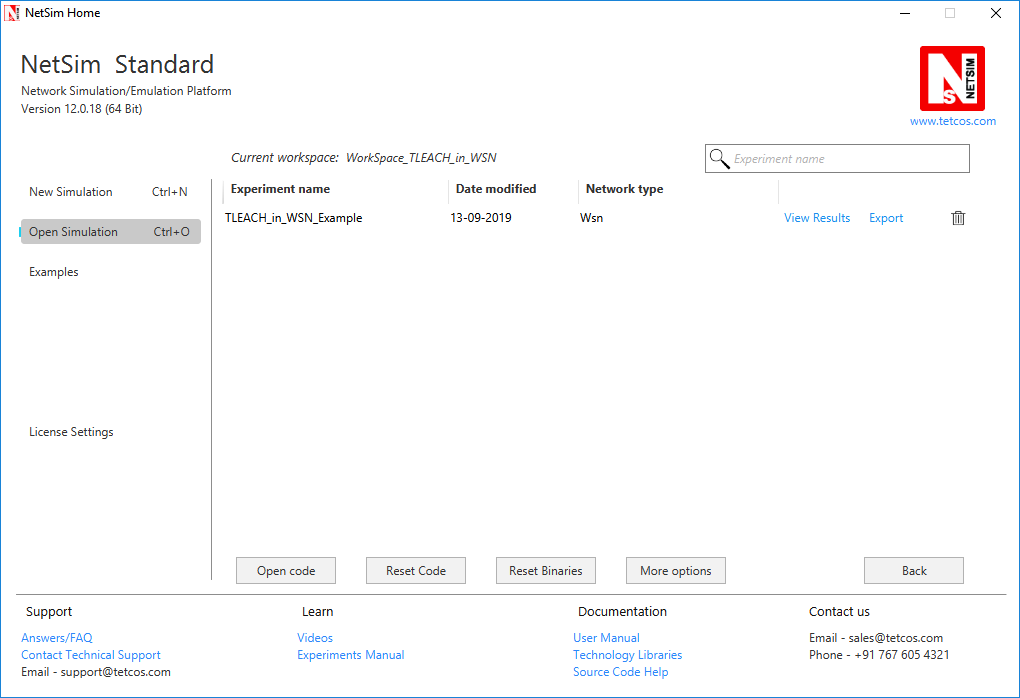 NetSim Home
NetSim Standard
Network Simulation/Emulation Platform
Version 12.0.18 (64 Bit)
NS NETSIM
www.tetcos.com
Current workspace: WorkSpace_TLEACH_in_WSN
Experiment name
New Simulation Ctrl+N
Open Simulation Ctrl+O
Examples
License Settings
Experiment name Date modified Network type
TLEACH_in_WSN_Example 13-09-2019 Wsn View Results Export
Open code Reset Code Reset Binaries More options Back
Support
Answers/FAQ
Contact Technical Support
Email - support@tetcos.com
Learn
Videos
Experiments Manual
Documentation
User Manual
Technology Libraries
Source Code Help
Contact us
Email - sales@tetcos.com
Phone - +91 767 605 4321